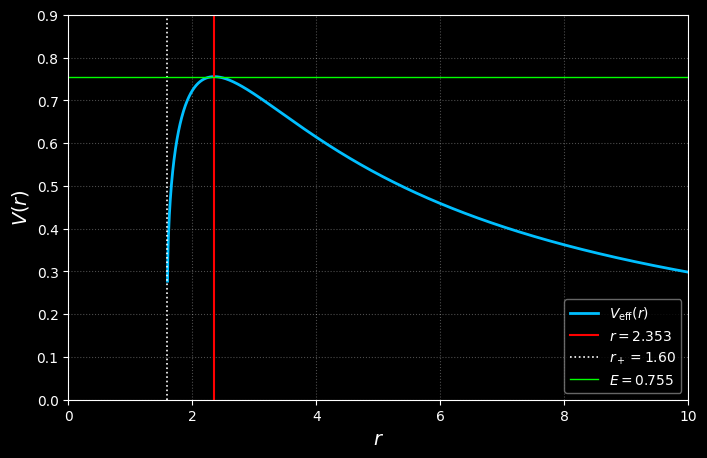 0.9
0.8
0.7
0.6
0.5
0.4
0.3
0.2
0.1
0.0
V(r)
0 2 4 6 8 10
r
V_eff(r)
r = 2.353
r_+ = 1.60
E = 0.755